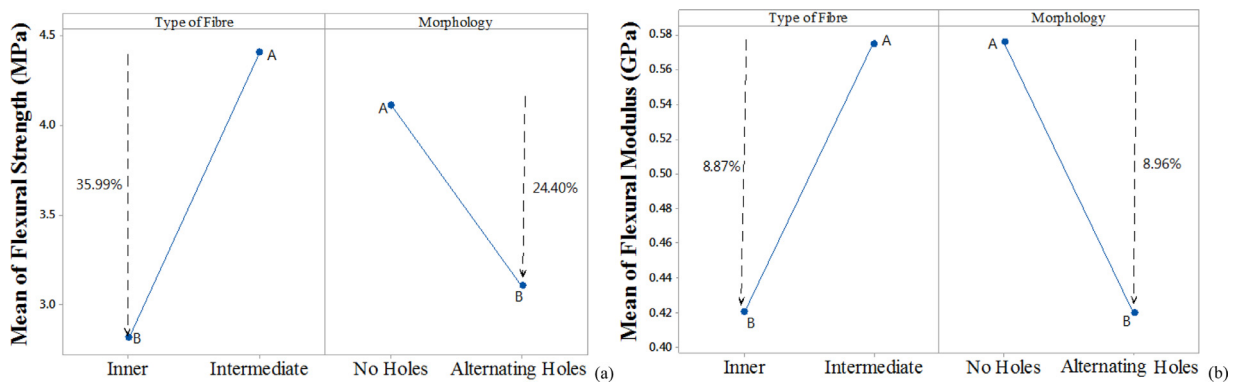 Type of Fibre Morphology
Mean of Flexural Strength (MPa)
4.5
4.0
3.5
3.0
A
B
35.99%
A
B
24.40%
Inner Intermediate No Holes Alternating Holes (a)
Type of Fibre Morphology
Mean of Flexural Modulus (GPa)
0.58
0.56
0.54
0.52
0.50
0.48
0.46
0.44
0.42
0.40
A
B
8.87%
A
B
8.96%
Inner Intermediate No Holes Alternating Holes (b)